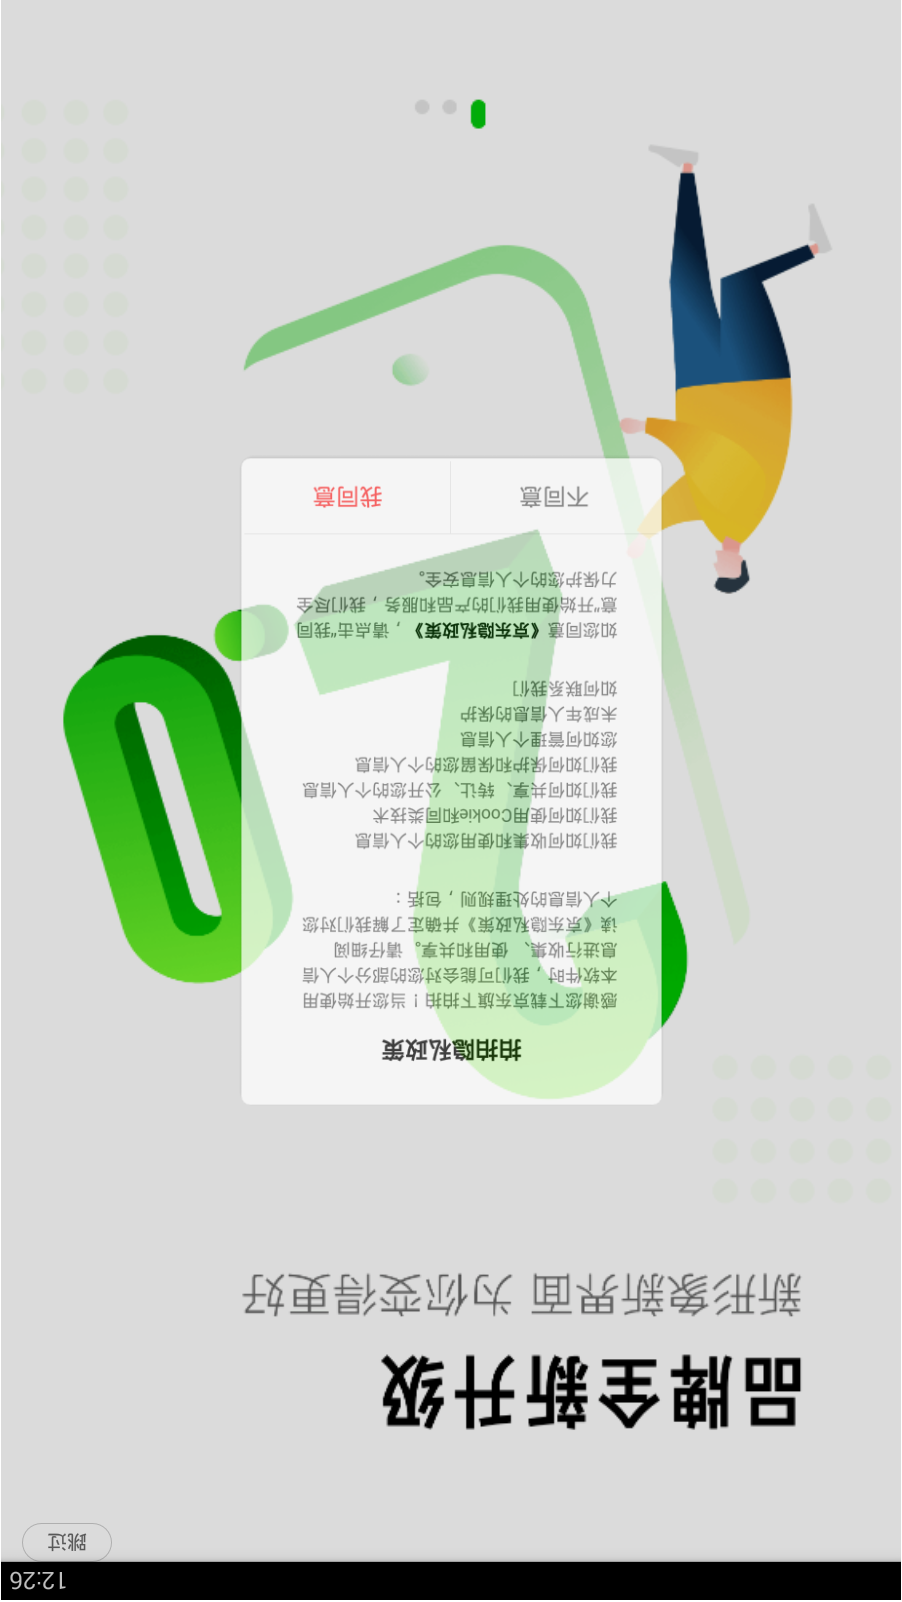 12:26
跳过
品牌全新升级
新形象新界面 为你变得更好
拍拍隐私政策
感谢您下载京东旗下拍拍！当您开始使用
本软件时，我们可能会对您的部分个人信
息进行收集、使用和共享。请仔细阅
读《京东隐私政策》并确定了解我们对您
个人信息的处理规则，包括：
我们如何收集和使用您的个人信息
我们如何使用Cookie和同类技术
我们如何共享、转让、公开您的个人信息
我们如何保护和保留您的个人信息
您如何管理个人信息
未成年人信息的保护
如何联系我们
如您同意《京东隐私政策》，请点击“我同
意”开始使用我们的产品和服务，我们尽全
力保护您的个人信息安全。
不同意
我同意
2.0